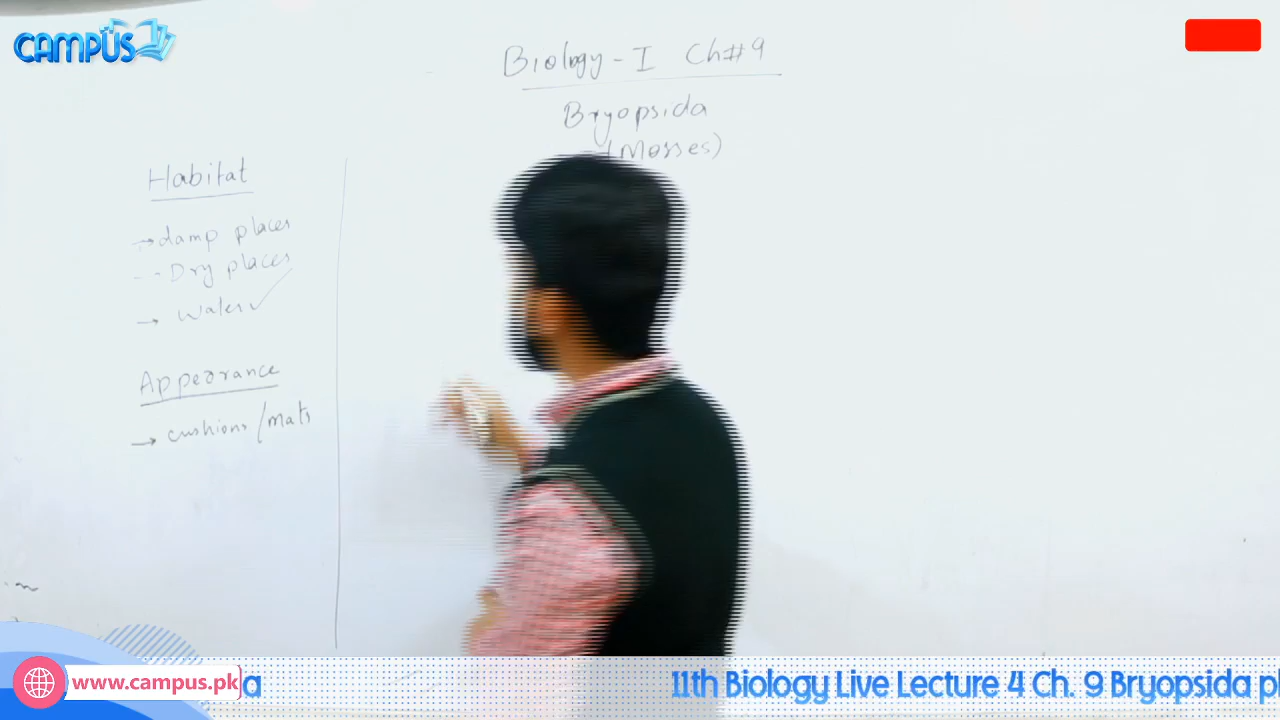 CAMPUS
Biology - I Ch#9
Bryopsida
(Mosses)
Habitat
→ damp places
-- Dry places
→ Water ✓
Appearance
→ cushions / mats
www.campus.pk
a
11th Biology Live Lecture 4 Ch. 9 Bryopsida pl